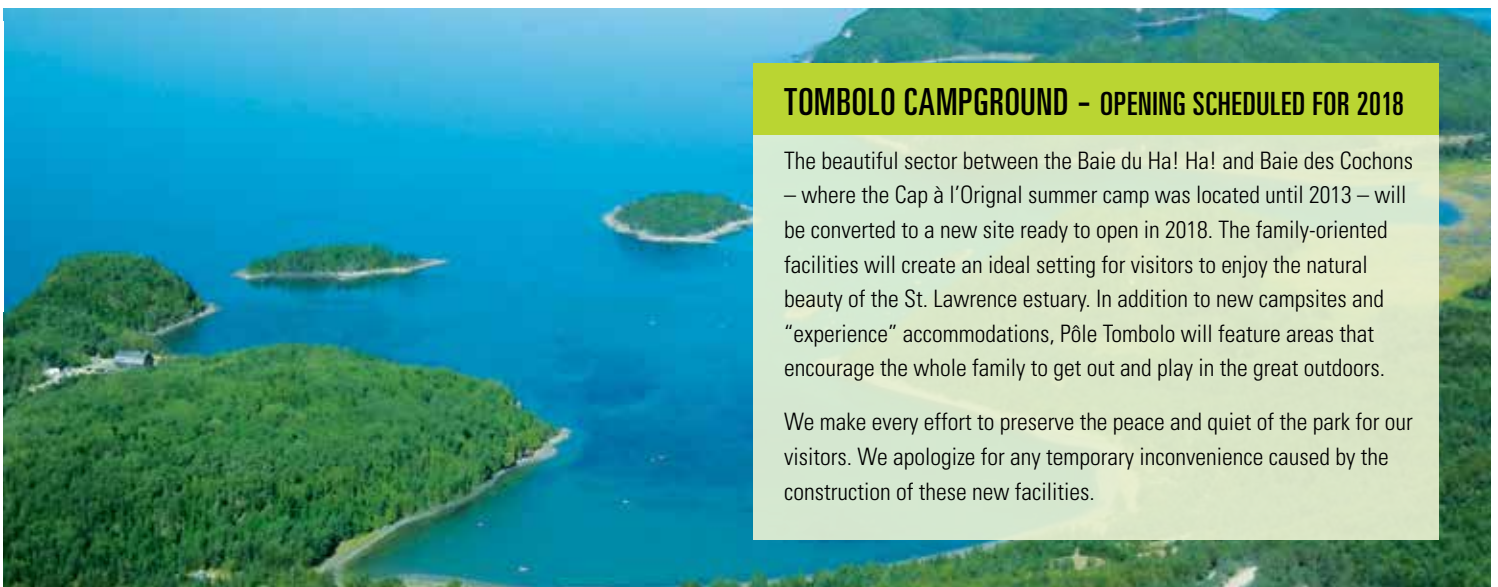 TOMBOLO CAMPGROUND - OPENING SCHEDULED FOR 2018
The beautiful sector between the Baie du Ha! Ha! and Baie des Cochons
– where the Cap à l’Orignal summer camp was located until 2013 – will
be converted to a new site ready to open in 2018. The family-oriented
facilities will create an ideal setting for visitors to enjoy the natural
beauty of the St. Lawrence estuary. In addition to new campsites and
“experience” accommodations, Pôle Tombolo will feature areas that
encourage the whole family to get out and play in the great outdoors.
We make every effort to preserve the peace and quiet of the park for our
visitors. We apologize for any temporary inconvenience caused by the
construction of these new facilities.